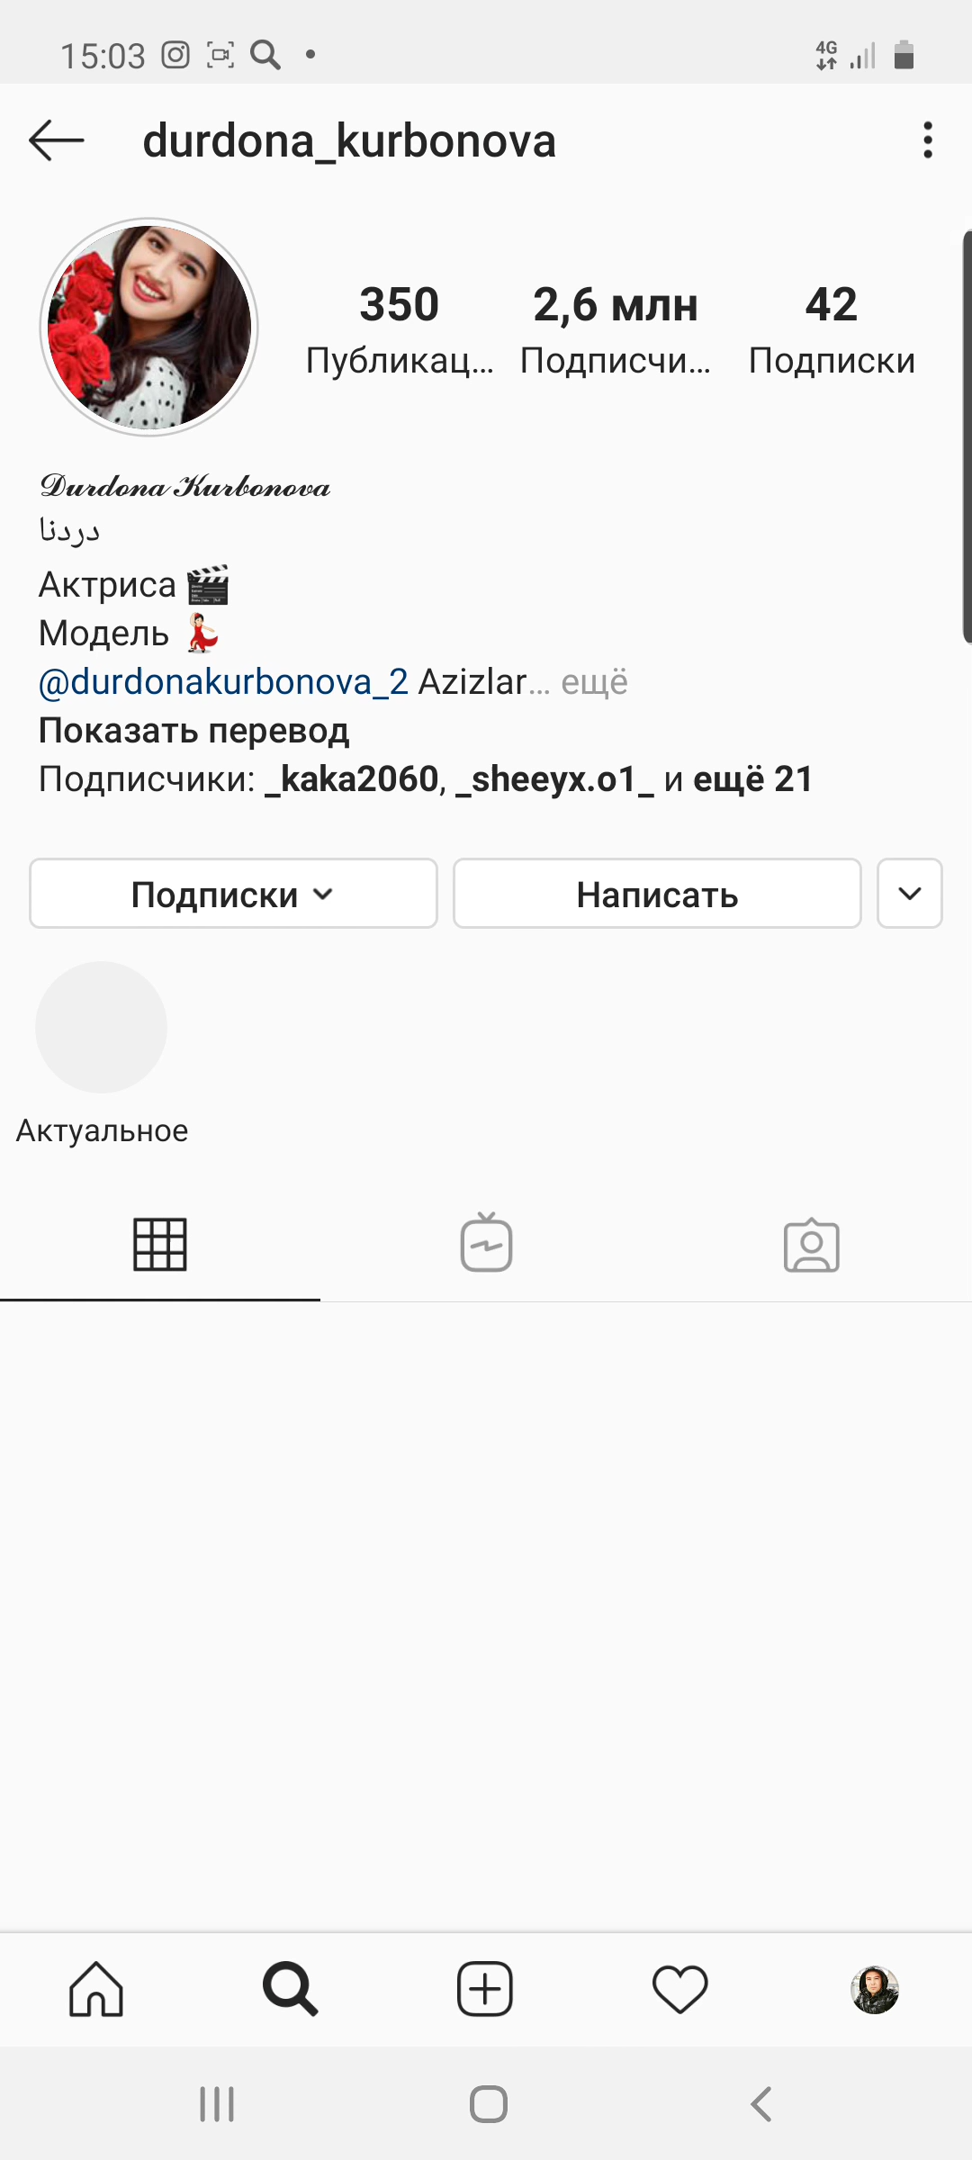 15:03 4G
durdona_kurbonova
350 2,6 млн 42
Публикац... Подписчи... Подписки
𝒟𝓊𝓇𝒹𝑜𝓃𝒶 𝒦𝓊𝓇𝒷𝑜𝓃𝑜𝓋𝒶
دردنا
Актриса 🎬
Модель 💃🏻
@durdonakurbonova_2 Azizlar... ещё
Показать перевод
Подписчики: _kaka2060, _sheeyx.o1_ и ещё 21
Подписки Написать
Актуальное